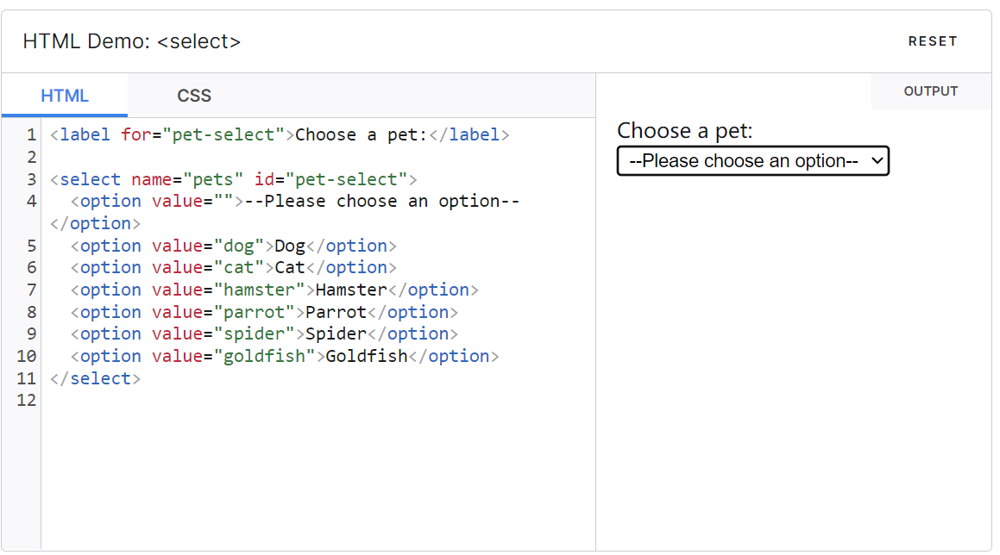 HTML Demo: <select>
RESET
HTML
CSS
OUTPUT
1 <label for="pet-select">Choose a pet:</label>
2
3 <select name="pets" id="pet-select">
4   <option value="">--Please choose an option--
</option>
5   <option value="dog">Dog</option>
6   <option value="cat">Cat</option>
7   <option value="hamster">Hamster</option>
8   <option value="parrot">Parrot</option>
9   <option value="spider">Spider</option>
10   <option value="goldfish">Goldfish</option>
11 </select>
12
Choose a pet:
--Please choose an option--